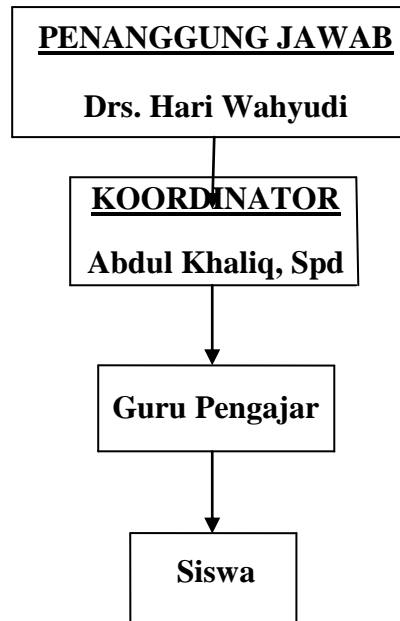 PENANGGUNG JAWAB
Drs. Hari Wahyudi
KOORDINATOR
Abdul Khaliq, Spd
Guru Pengajar
Siswa